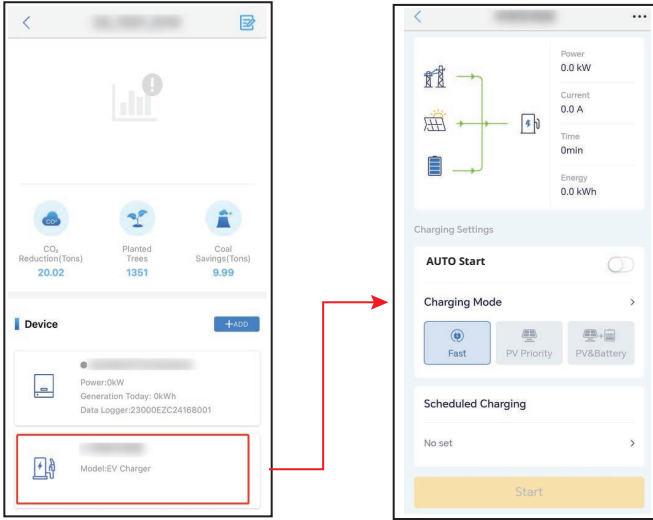 CO₂
CO₂
Reduction(Tons)
20.02
Planted
Trees
1351
Coal
Savings(Tons)
9.99
Device
+ADD
Power:0kW
Generation Today: 0kWh
Data Logger:23000EZC24168001
Model:EV Charger
Power
0.0 kW
Current
0.0 A
Time
0min
Energy
0.0 kWh
Charging Settings
AUTO Start
Charging Mode
Fast
PV Priority
PV&Battery
Scheduled Charging
No set
Start